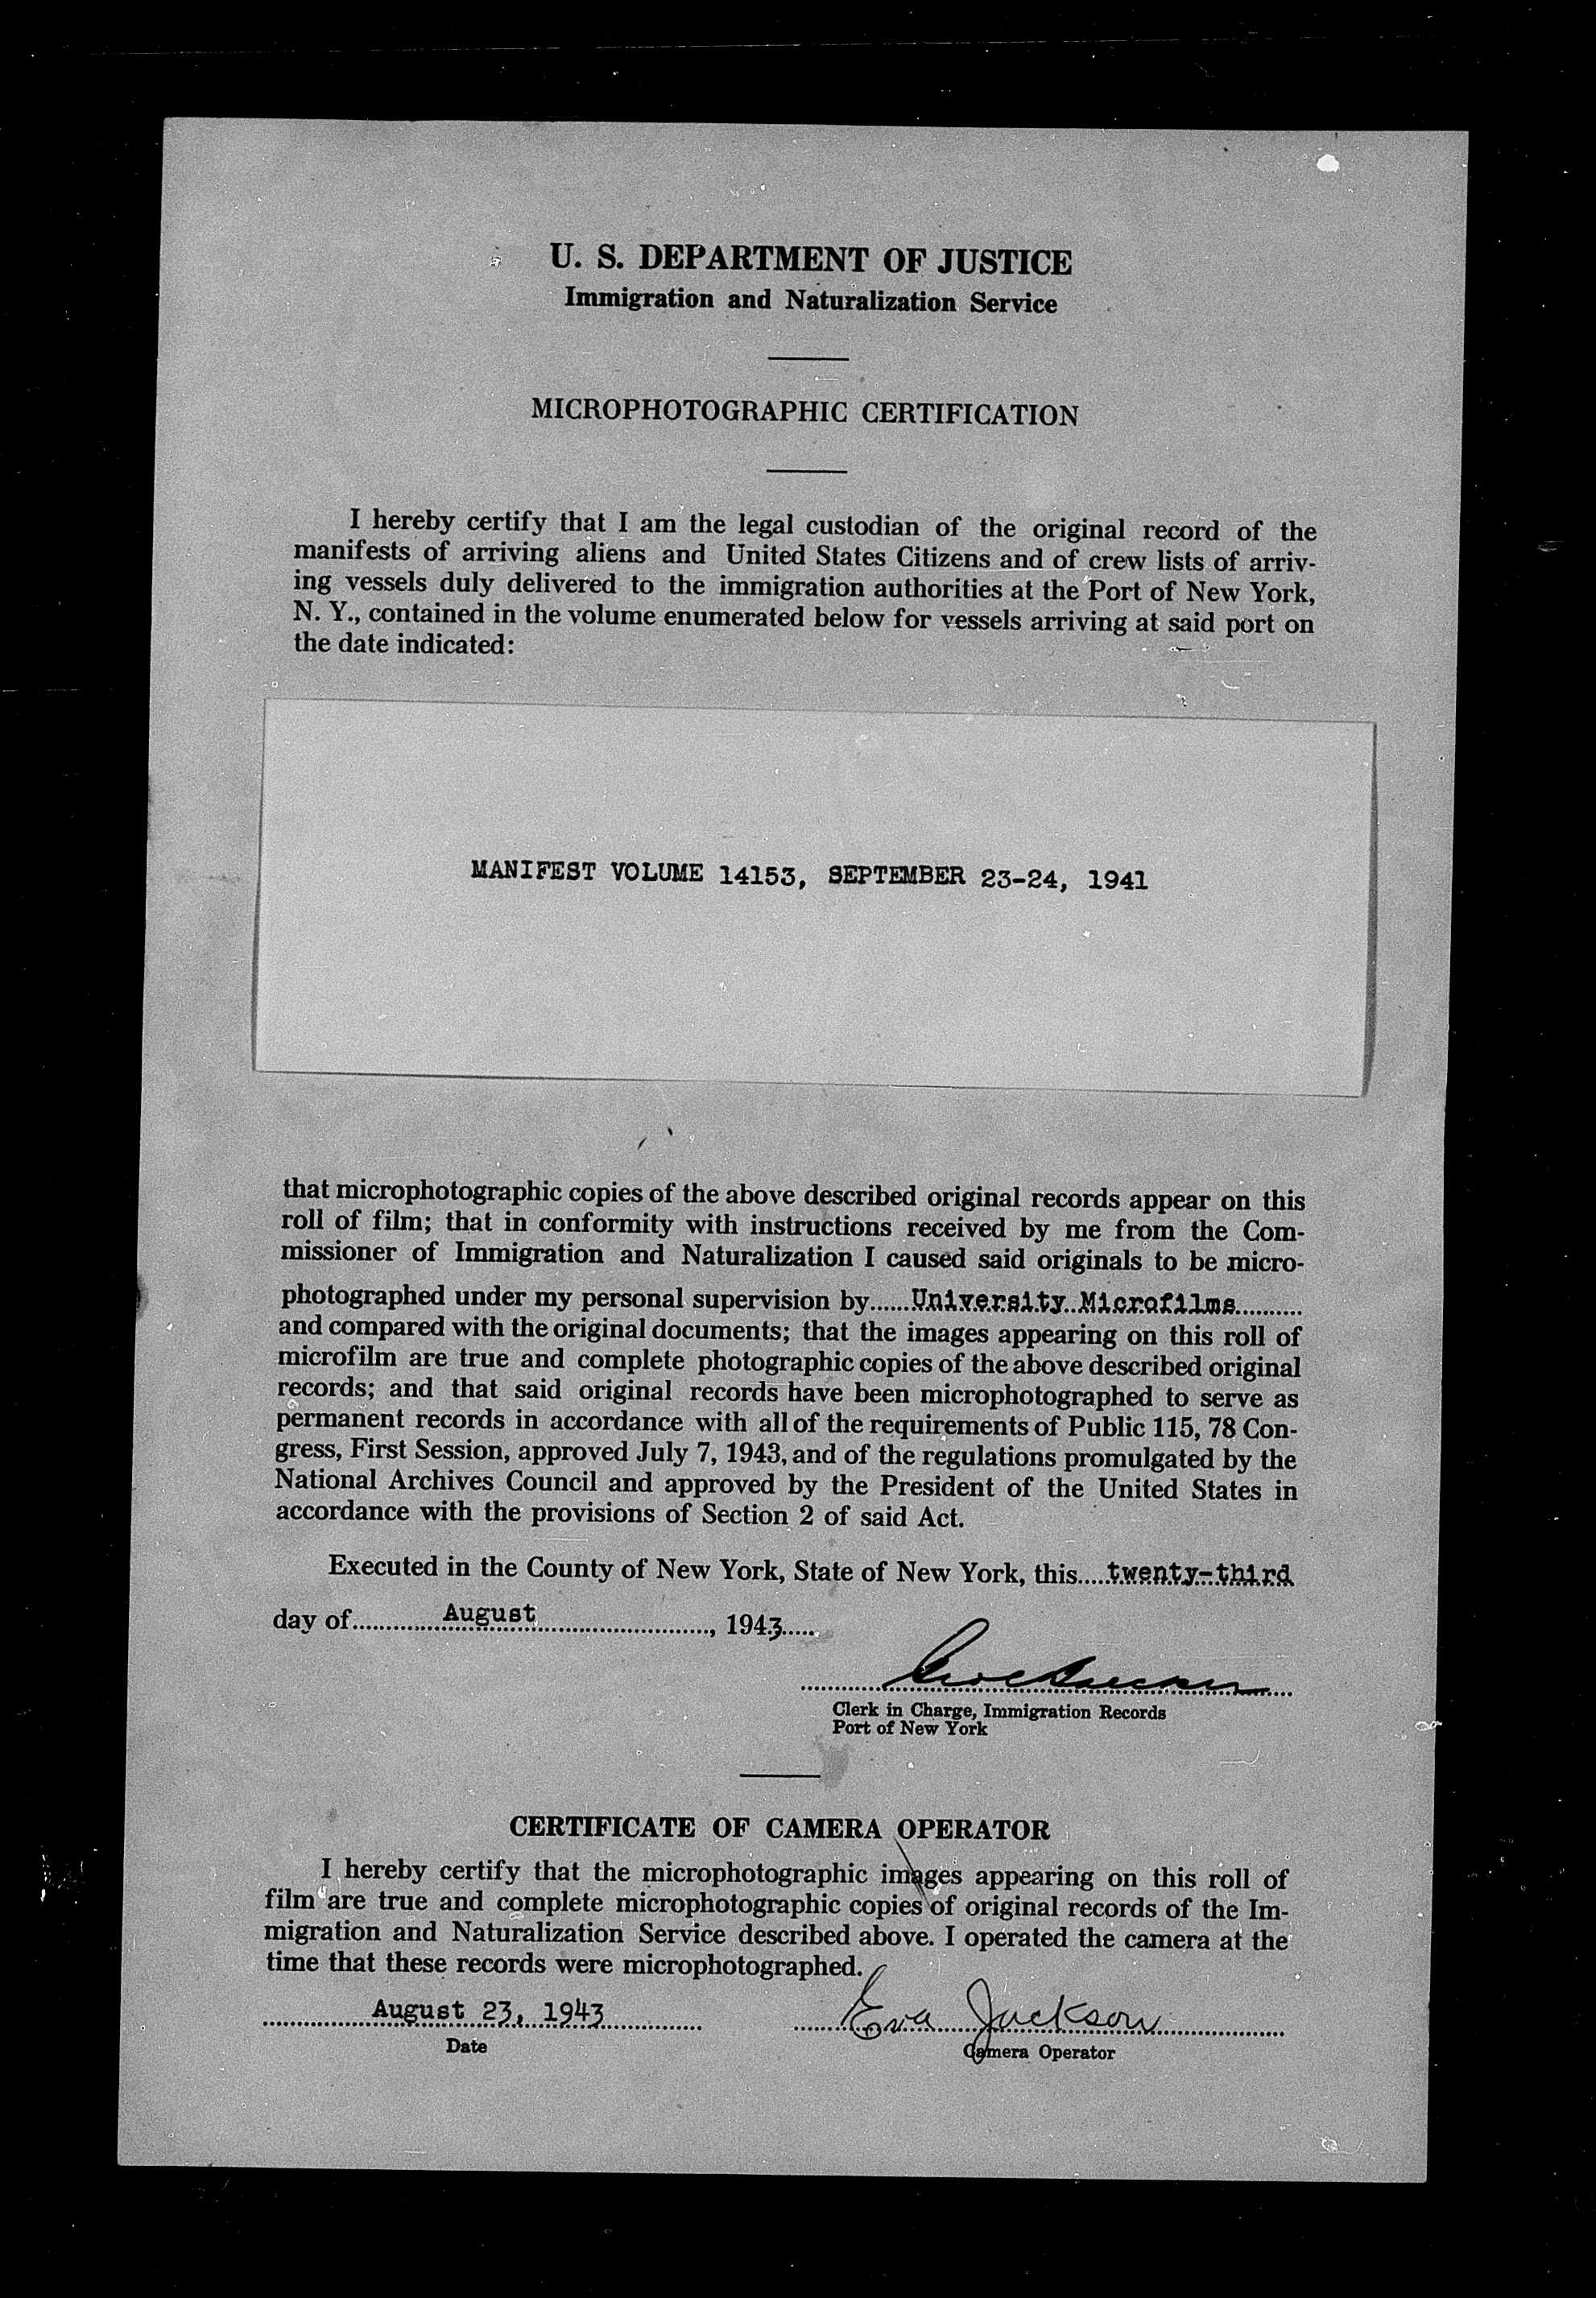 U. S. DEPARTMENT OF JUSTICE
Immigration and Naturalization Service
MICROPHOTOGRAPHIC CERTIFICATION
I hereby certify that I am the legal custodian of the original record of the
manifests of arriving aliens and United States Citizens and of crew lists of arriv-
ing vessels duly delivered to the immigration authorities at the Port of New York,
N. Y., contained in the volume enumerated below for vessels arriving at said port on
the date indicated:
MANIFEST VOLUME 14153, SEPTEMBER 23-24, 1941
that microphotographic copies of the above described original records appear on this
roll of film; that in conformity with instructions received by me from the Com-
missioner of Immigration and Naturalization I caused said originals to be micro-
photographed under my personal supervision by......University Microfilms..........
and compared with the original documents; that the images appearing on this roll of
microfilm are true and complete photographic copies of the above described original
records; and that said original records have been microphotographed to serve as
permanent records in accordance with all of the requirements of Public 115, 78 Con-
gress, First Session, approved July 7, 1943, and of the regulations promulgated by the
National Archives Council and approved by the President of the United States in
accordance with the provisions of Section 2 of said Act.
Executed in the County of New York, State of New York, this.....twenty-third
day of.............August.........................., 1943.....
Clerk in Charge, Immigration Records
Port of New York
CERTIFICATE OF CAMERA OPERATOR
I hereby certify that the microphotographic images appearing on this roll of
film are true and complete microphotographic copies of original records of the Im-
migration and Naturalization Service described above. I operated the camera at the
time that these records were microphotographed.
August 23, 1943 Eva Jackson
Date Camera Operator